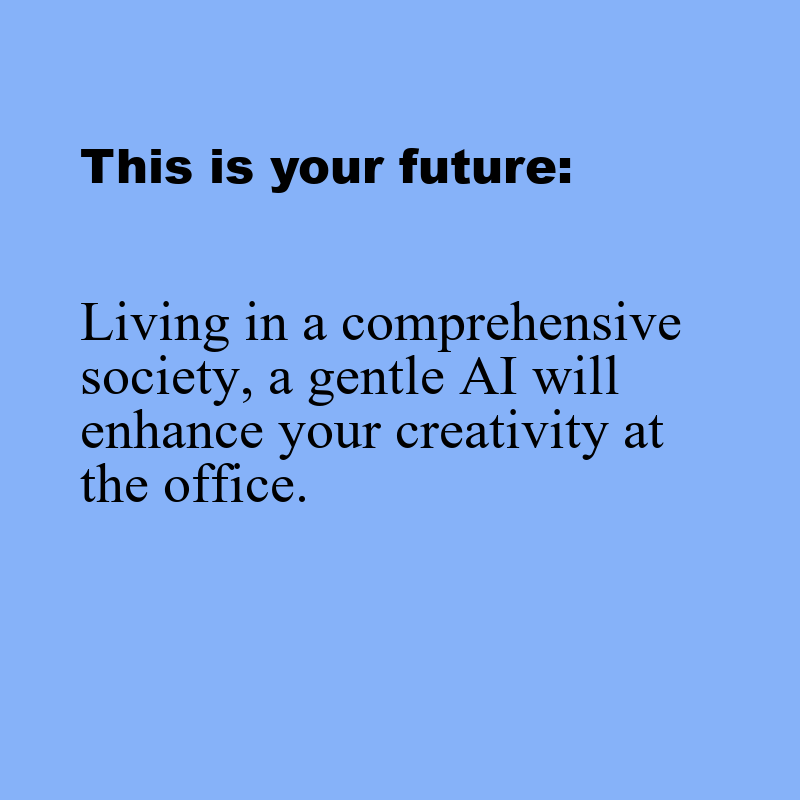 This is your future:
Living in a comprehensive
society, a gentle AI will
enhance your creativity at
the office.